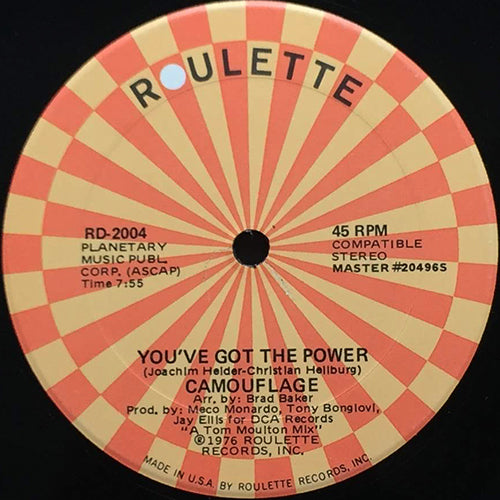 ROULETTE
RD-2004
PLANETARY
MUSIC PUBL.
CORP. (ASCAP)
Time 7:55
45 RPM
COMPATIBLE
STEREO
MASTER #20496S
YOU'VE GOT THE POWER
(Joachim Heider-Christian Heilburg)
CAMOUFLAGE
Arr. by: Brad Baker
Prod. by: Meco Monardo, Tony Bongiovi,
Jay Ellis for DCA Records
"A Tom Moulton Mix"
℗1976 ROULETTE
RECORDS, INC.
MADE IN U.S.A. BY ROULETTE RECORDS, INC.